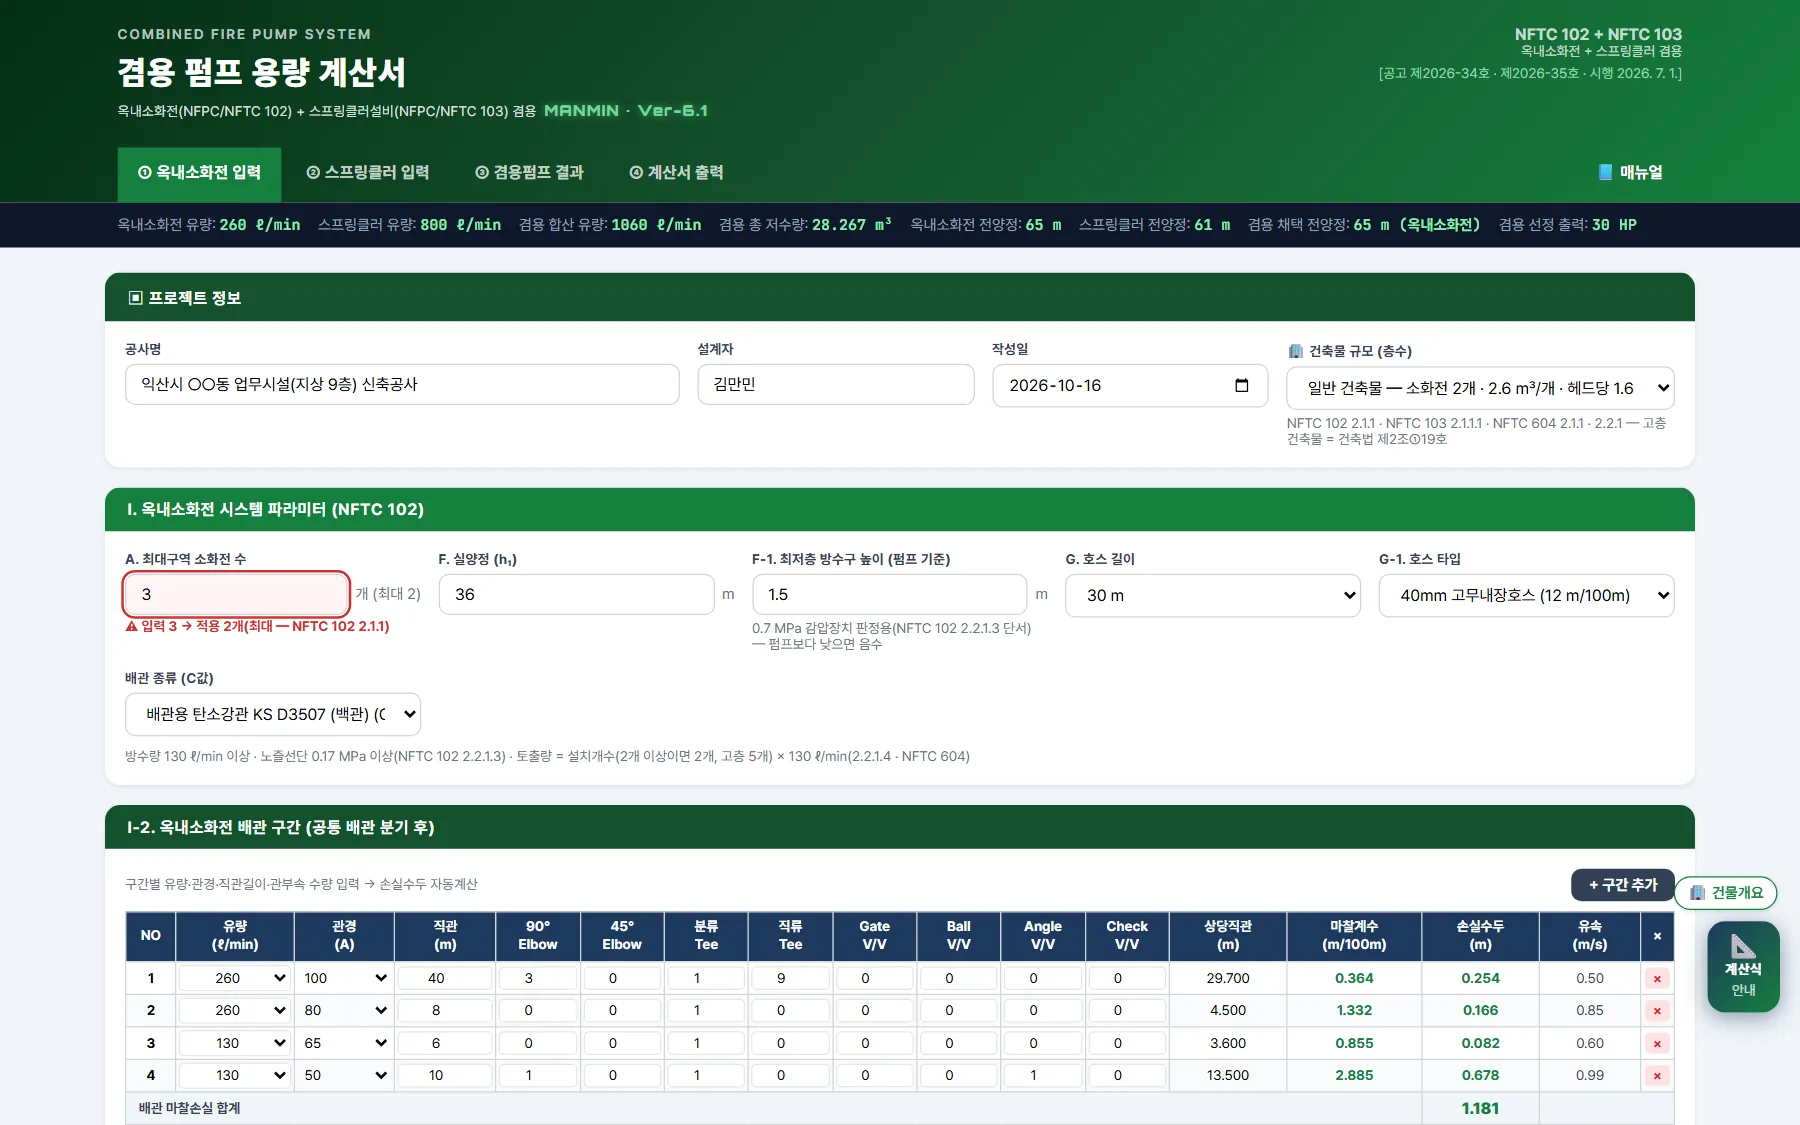 COMBINED FIRE PUMP SYSTEM
겸용 펌프 용량 계산서
옥내소화전(NFPC/NFTC 102) + 스프링클러설비(NFPC/NFTC 103) 겸용 MANMIN · Ver-6.1
NFTC 102 + NFTC 103
옥내소화전 + 스프링클러 겸용
[공고 제2026-34호 · 제2026-35호 · 시행 2026. 7. 1.]
① 옥내소화전 입력 ② 스프링클러 입력 ③ 겸용펌프 결과 ④ 계산서 출력 매뉴얼
옥내소화전 유량: 260 ℓ/min 스프링클러 유량: 800 ℓ/min 겸용 합산 유량: 1060 ℓ/min 겸용 총 저수량: 28.267 m³ 옥내소화전 전양정: 65 m 스프링클러 전양정: 61 m 겸용 채택 전양정: 65 m (옥내소화전) 겸용 선정 출력: 30 HP
▣ 프로젝트 정보
공사명 설계자 작성일 건축물 규모 (층수)
익산시 ○○동 업무시설(지상 9층) 신축공사 김만민 2026-10-16 일반 건축물 — 소화전 2개 · 2.6 m³/개 · 헤드당 1.6
NFTC 102 2.1.1 · NFTC 103 2.1.1.1 · NFTC 604 2.1.1 · 2.2.1 — 고층
건축물 = 건축법 제2조①19호
I. 옥내소화전 시스템 파라미터 (NFTC 102)
A. 최대구역 소화전 수 F. 실양정 (h₁) F-1. 최저층 방수구 높이 (펌프 기준) G. 호스 길이 G-1. 호스 타입
3 개 (최대 2) 36 m 1.5 m 30 m 40mm 고무내장호스 (12 m/100m)
⚠ 입력 3 → 적용 2개(최대 — NFTC 102 2.1.1)
0.7 MPa 감압장치 판정용(NFTC 102 2.2.1.3 단서)
— 펌프보다 낮으면 음수
배관 종류 (C값)
배관용 탄소강관 KS D3507 (백관) (C
방수량 130 ℓ/min 이상 · 노즐선단 0.17 MPa 이상(NFTC 102 2.2.1.3) · 토출량 = 설치개수(2개 이상이면 2개, 고층 5개) × 130 ℓ/min(2.2.1.4 · NFTC 604)
I-2. 옥내소화전 배관 구간 (공통 배관 분기 후)
구간별 유량·관경·직관길이·관부속 수량 입력 → 손실수두 자동계산
+ 구간 추가
건물개요
NO 유량 (ℓ/min) 관경 (A) 직관 (m) 90° Elbow 45° Elbow 분류 Tee 직류 Tee Gate V/V Ball V/V Angle V/V Check V/V 상당직관 (m) 마찰계수 (m/100m) 손실수두 (m) 유속 (m/s) ×
1 260 100 40 3 0 1 9 0 0 0 0 29.700 0.364 0.254 0.50 ×
2 260 80 8 0 0 1 0 0 0 0 0 4.500 1.332 0.166 0.85 ×
3 130 65 6 0 0 1 0 0 0 0 0 3.600 0.855 0.082 0.60 ×
4 130 50 10 1 0 1 0 0 0 1 0 13.500 2.885 0.678 0.99 ×
배관 마찰손실 합계 1.181
계산식
안내